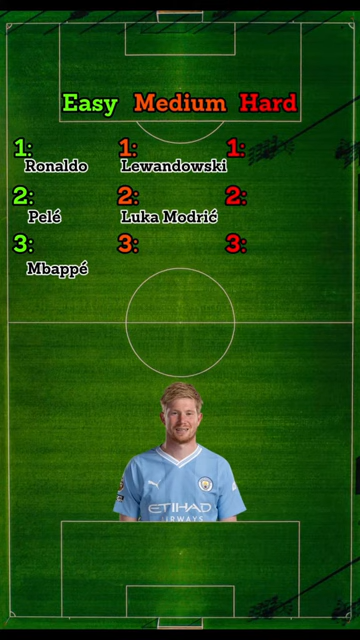 Easy Medium Hard
1: 1: 1:
Ronaldo Lewandowski
2: 2: 2:
Pelé Luka Modrić
3: 3: 3:
Mbappé
ETIHAD
AIRWAYS